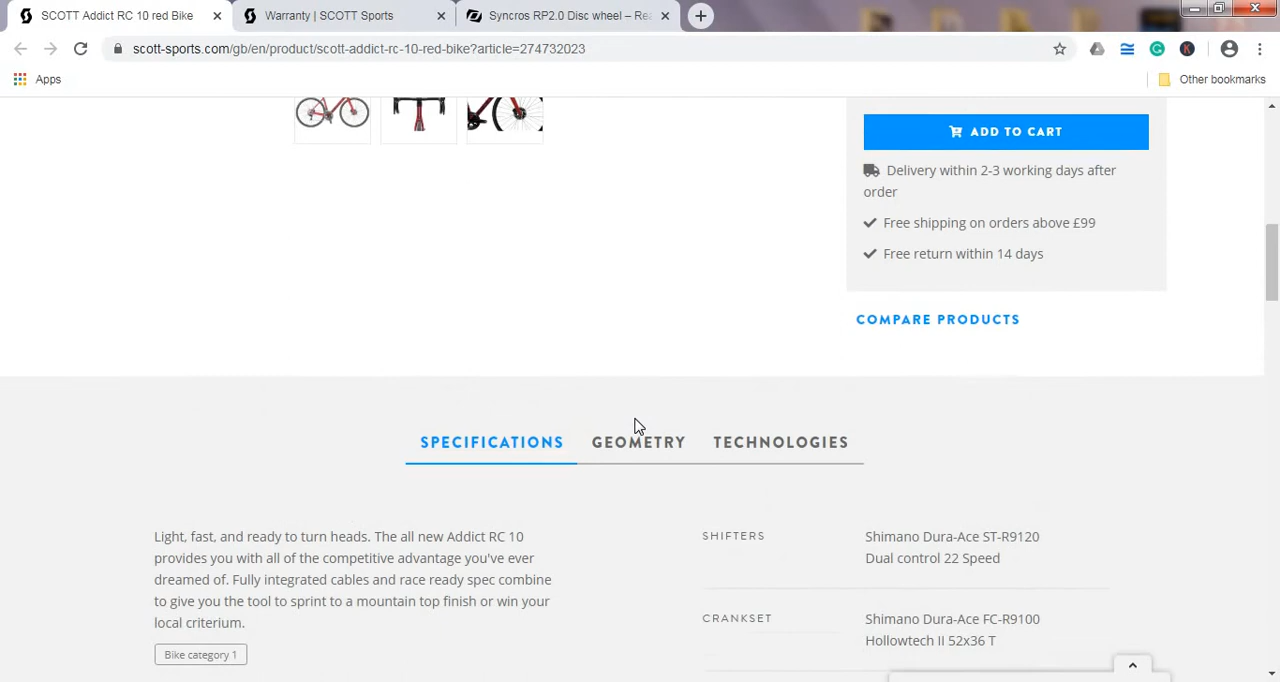 SCOTT Addict RC 10 red Bike
Warranty | SCOTT Sports
Syncros RP2.0 Disc wheel – Rea
scott-sports.com/gb/en/product/scott-addict-rc-10-red-bike?article=274732023
Apps
Other bookmarks
ADD TO CART
Delivery within 2-3 working days after
order
Free shipping on orders above £99
Free return within 14 days
COMPARE PRODUCTS
SPECIFICATIONS GEOMETRY TECHNOLOGIES
Light, fast, and ready to turn heads. The all new Addict RC 10
provides you with all of the competitive advantage you've ever
dreamed of. Fully integrated cables and race ready spec combine
to give you the tool to sprint to a mountain top finish or win your
local criterium.
Bike category 1
SHIFTERS
Shimano Dura-Ace ST-R9120
Dual control 22 Speed
CRANKSET
Shimano Dura-Ace FC-R9100
Hollowtech II 52x36 T